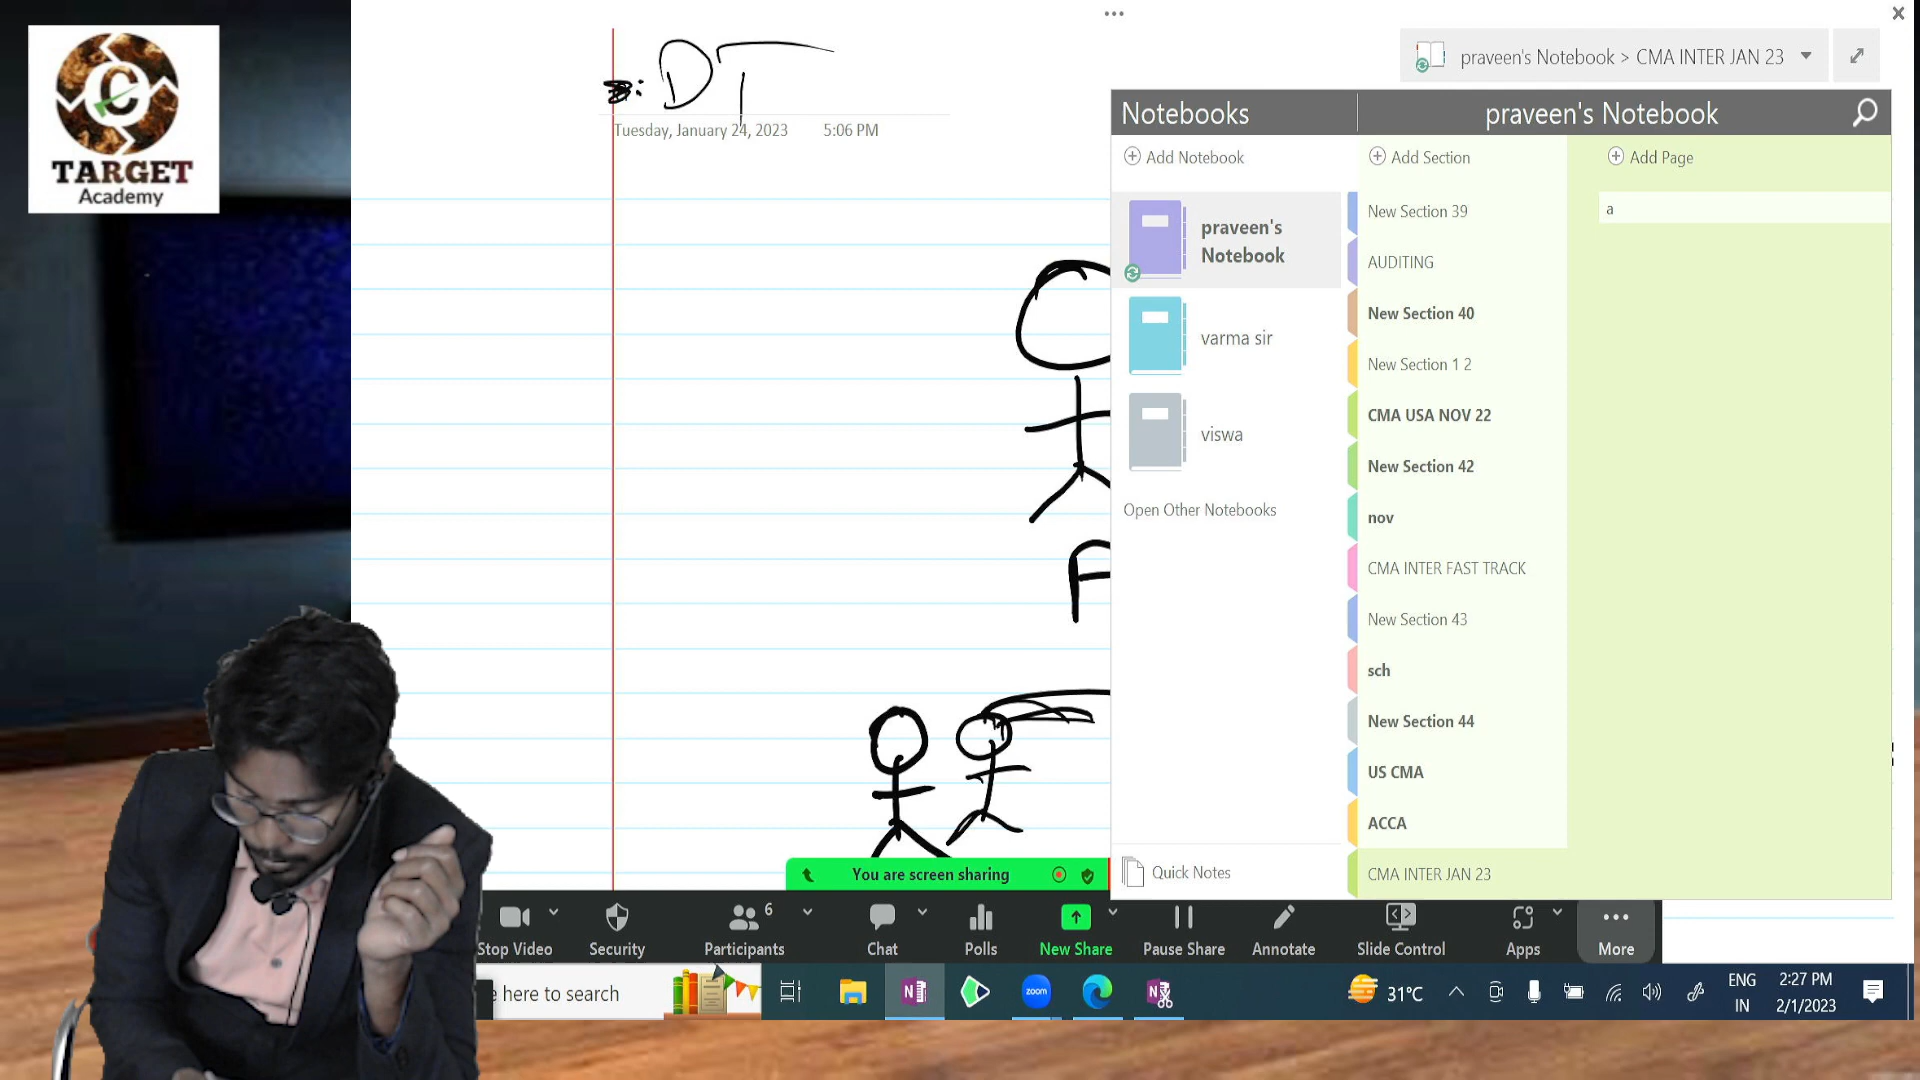 C
TARGET
Academy
: DT
Tuesday, January 24, 2023 5:06 PM
praveen's Notebook > CMA INTER JAN 23
Notebooks
praveen's Notebook
Add Notebook
Add Section
Add Page
praveen's
Notebook
varma sir
viswa
Open Other Notebooks
Quick Notes
New Section 39
AUDITING
New Section 40
New Section 1 2
CMA USA NOV 22
New Section 42
nov
CMA INTER FAST TRACK
New Section 43
sch
New Section 44
US CMA
ACCA
CMA INTER JAN 23
a
You are screen sharing
Stop Video
Security
6
Participants
Chat
Polls
New Share
Pause Share
Annotate
Slide Control
Apps
More
e here to search
N
zoom
N
31°C
ENG
IN
2:27 PM
2/1/2023